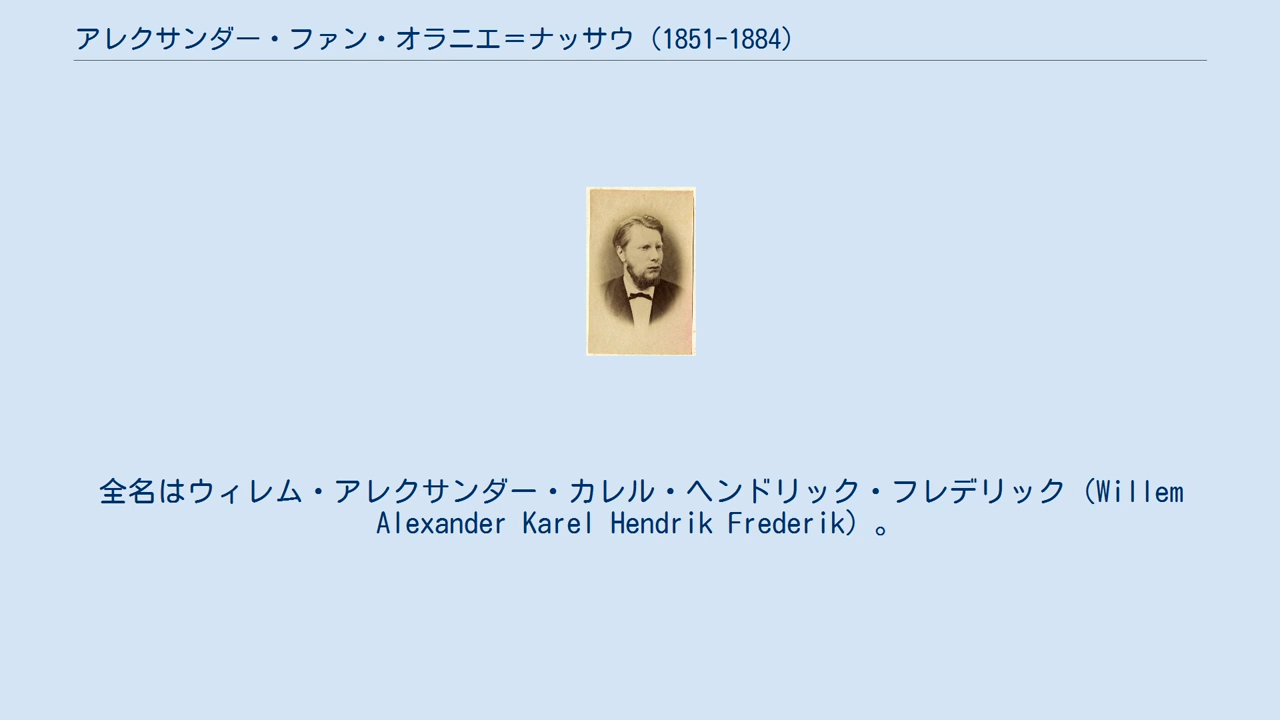 アレクサンダー・ファン・オラニエ＝ナッサウ（1851-1884）
全名はウィレム・アレクサンダー・カレル・ヘンドリック・フレデリック（Willem
Alexander Karel Hendrik Frederik）。